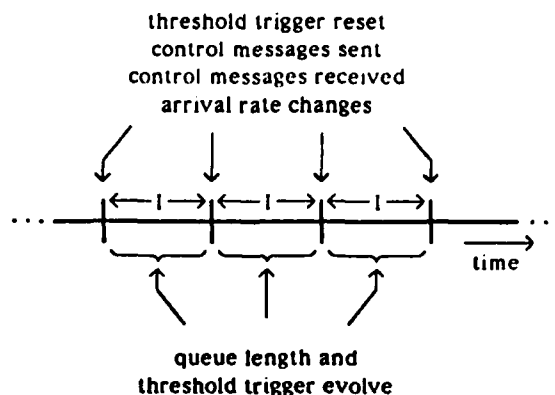 threshold trigger reset
control messages sent
control messages received
arrival rate changes
I I I
time
queue length and
threshold trigger evolve